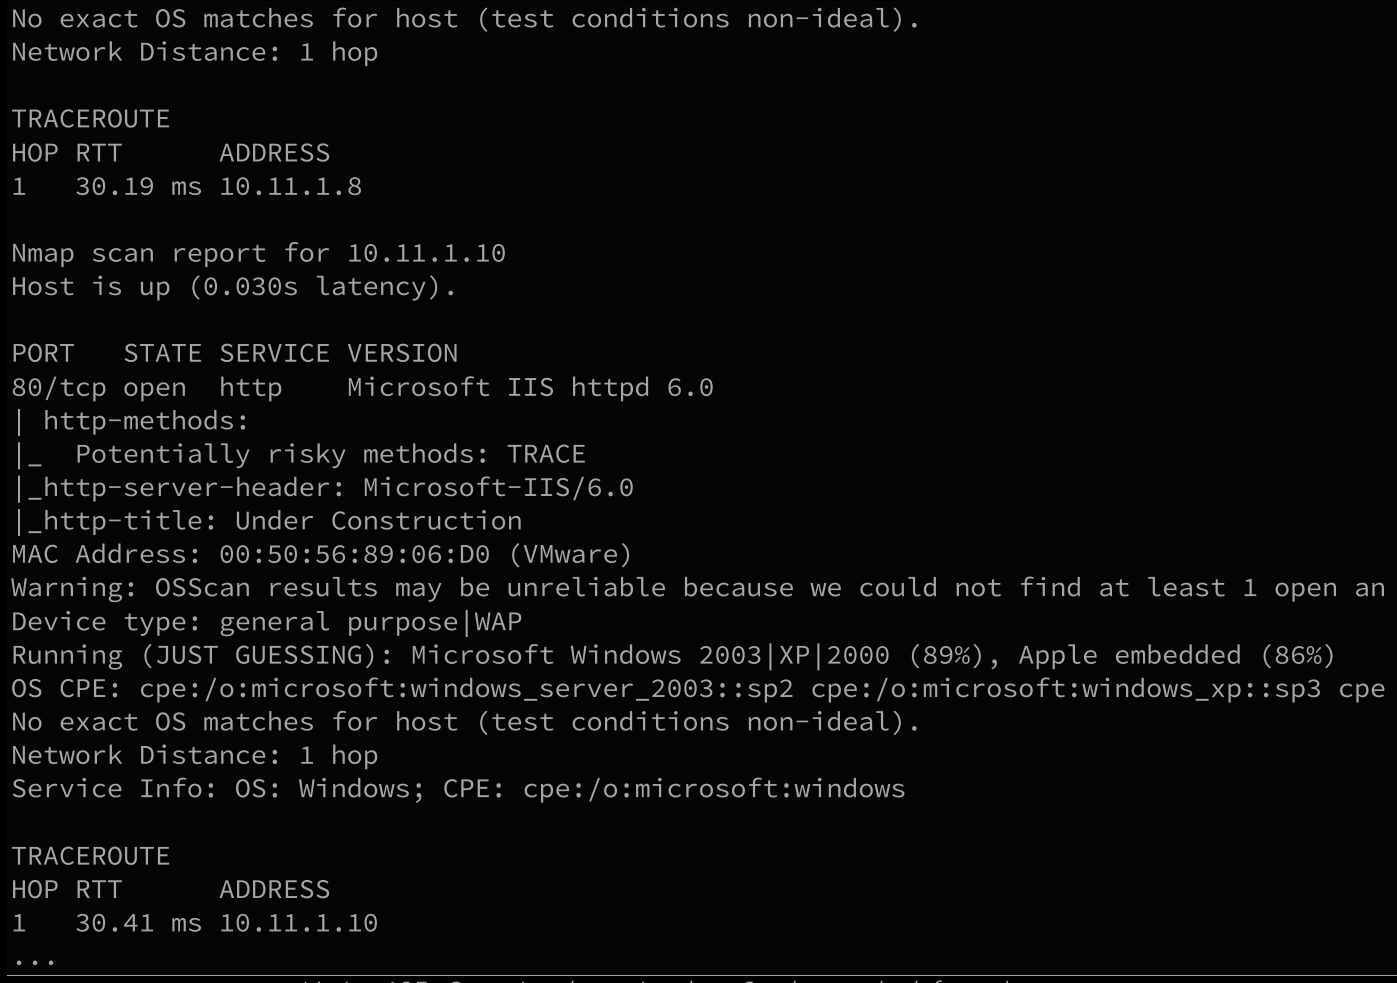 No exact OS matches for host (test conditions non-ideal).
Network Distance: 1 hop
TRACEROUTE
HOP RTT      ADDRESS
1   30.19 ms 10.11.1.8
Nmap scan report for 10.11.1.10
Host is up (0.030s latency).
PORT   STATE SERVICE VERSION
80/tcp open  http    Microsoft IIS httpd 6.0
| http-methods:
|_  Potentially risky methods: TRACE
|_http-server-header: Microsoft-IIS/6.0
|_http-title: Under Construction
MAC Address: 00:50:56:89:06:D0 (VMware)
Warning: OSScan results may be unreliable because we could not find at least 1 open an
Device type: general purpose|WAP
Running (JUST GUESSING): Microsoft Windows 2003|XP|2000 (89%), Apple embedded (86%)
OS CPE: cpe:/o:microsoft:windows_server_2003::sp2 cpe:/o:microsoft:windows_xp::sp3 cpe
No exact OS matches for host (test conditions non-ideal).
Network Distance: 1 hop
Service Info: OS: Windows; CPE: cpe:/o:microsoft:windows
TRACEROUTE
HOP RTT      ADDRESS
1   30.41 ms 10.11.1.10
...